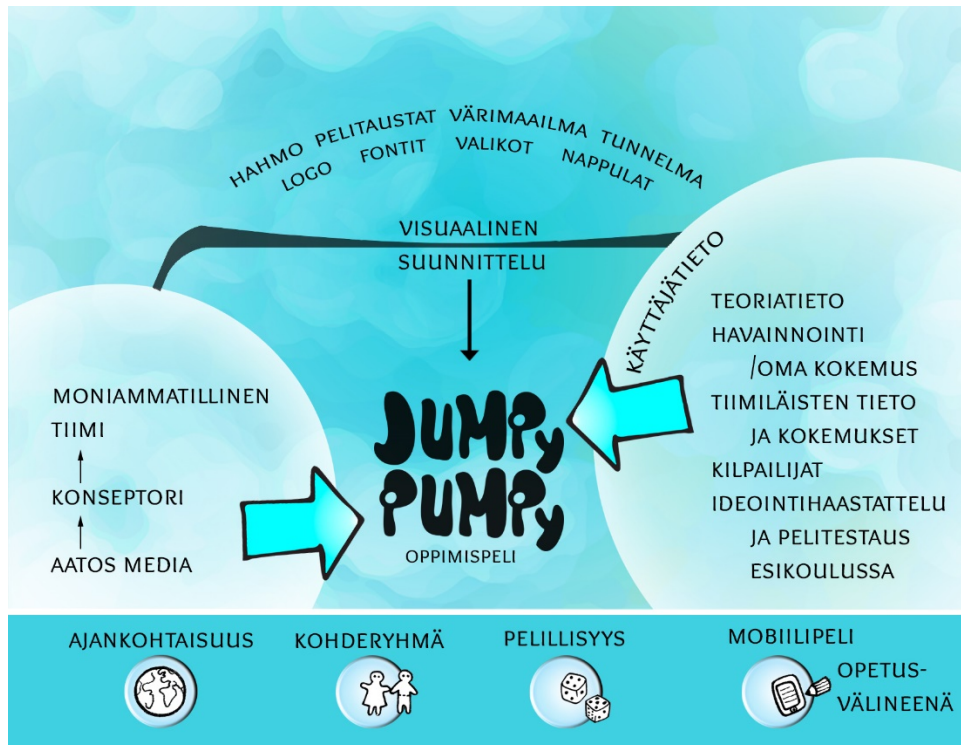 HAHMO PELITAUSTAT VÄRIMAAILMA TUNNELMA
LOGO FONTIT VALIKOT NAPPULAT
VISUAALINEN
SUUNNITTELU
KÄYTTÄJÄTIETO
TEORIATIETO
HAVAINNOINTI
/OMA KOKEMUS
TIIMILÄISTEN TIETO
JA KOKEMUKSET
KILPAILIJAT
IDEOINTIHAASTATTELU
JA PELITESTAUS
ESIKOULUSSA
MONIAMMATILLINEN
TIIMI
KONSEPTORI
AATOS MEDIA
JUMPy
PUMPy
OPPIMISPELI
AJANKOHTAISUUS
KOHDERYHMÄ
PELILLISYYS
MOBIILIPELI
OPETUS-
VÄLINEENÄ